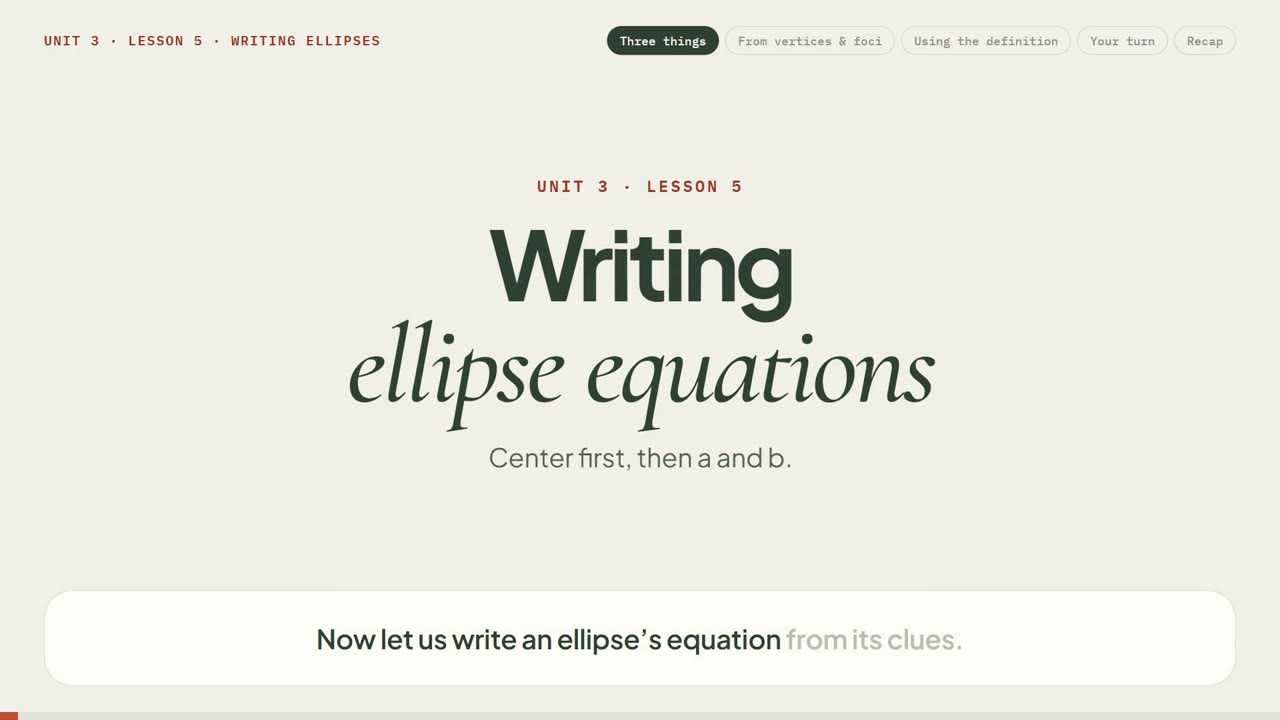 UNIT 3 · LESSON 5 · WRITING ELLIPSES
Three things
From vertices & foci
Using the definition
Your turn
Recap
UNIT 3 · LESSON 5
Writing
ellipse equations
Center first, then a and b.
Now let us write an ellipse’s equation from its clues.